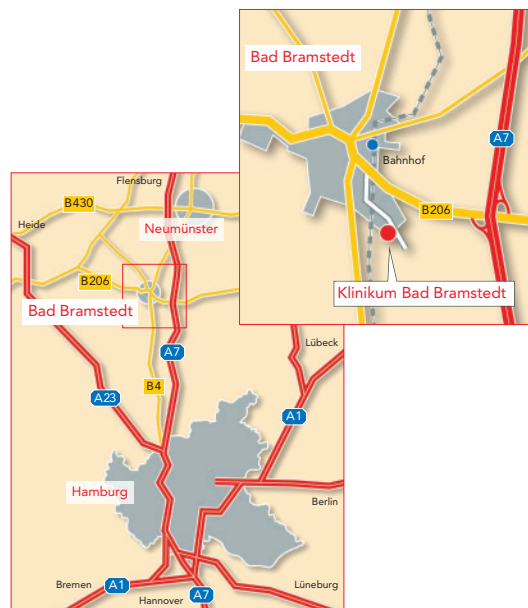 Bad Bramstedt
A7
Bahnhof
B206
Klinikum Bad Bramstedt
Flensburg
B430
Heide
Neumünster
B206
Bad Bramstedt
A7
Lübeck
B4
A23
A1
Hamburg
Berlin
Bremen
A1
Lüneburg
Hannover
A7